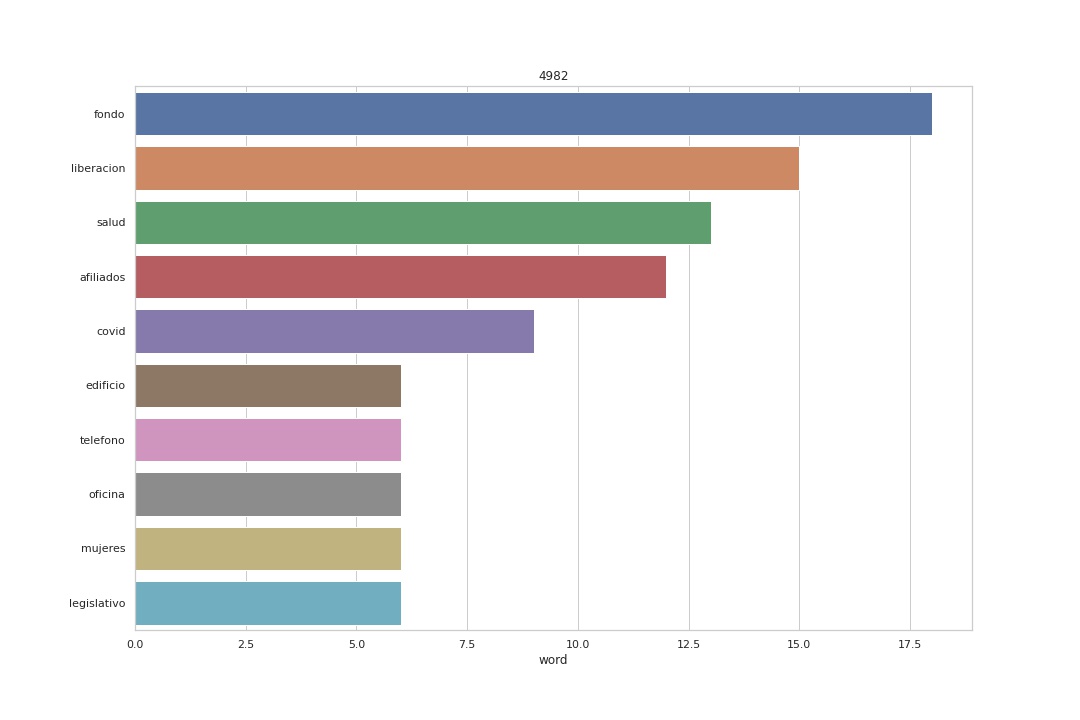 4982
fondo
liberacion
salud
afiliados
covid
edificio
telefono
oficina
mujeres
legislativo
0.0 2.5 5.0 7.5 10.0 12.5 15.0 17.5
word